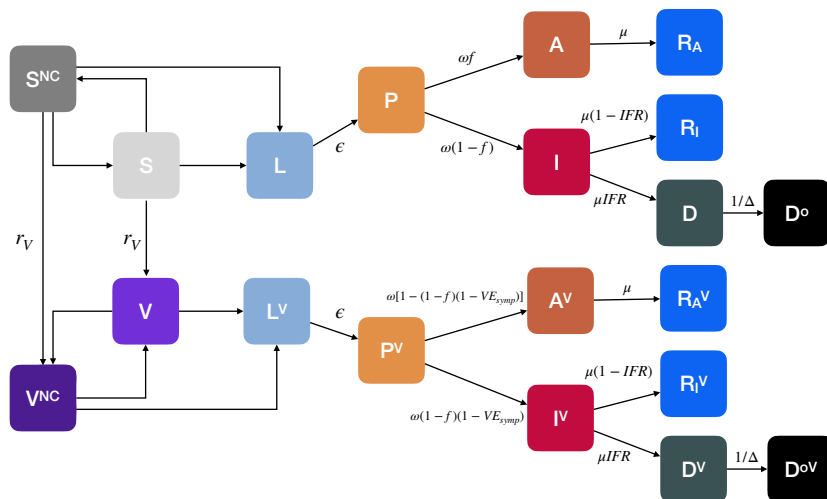 A
μ
R_A
ωf
S^NC
P
μ(1−IFR)
R_I
ϵ
ω(1−f)
S
L
I
μIFR
D
1/Δ
D^o
r_V
r_V
ω[1−(1−f)(1−VE_symp)]
A^V
μ
R_A^V
V
L^V
ϵ
P^V
μ(1−IFR)
R_I^V
V^NC
ω(1−f)(1−VE_symp)
I^V
μIFR
D^V
1/Δ
D^oV